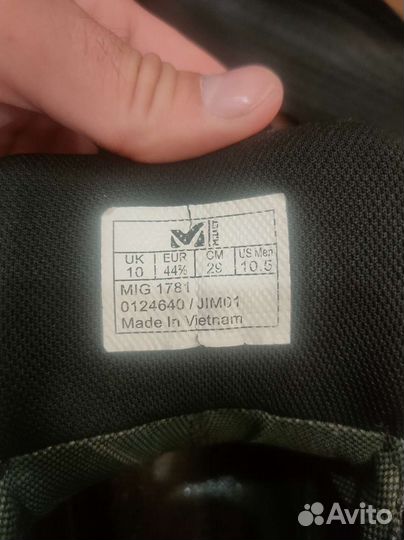 UK EUR CM US Men
10 44⅔ 29 10.5
MIG 1781
0124640 / JIM01
Made In Vietnam
Avito